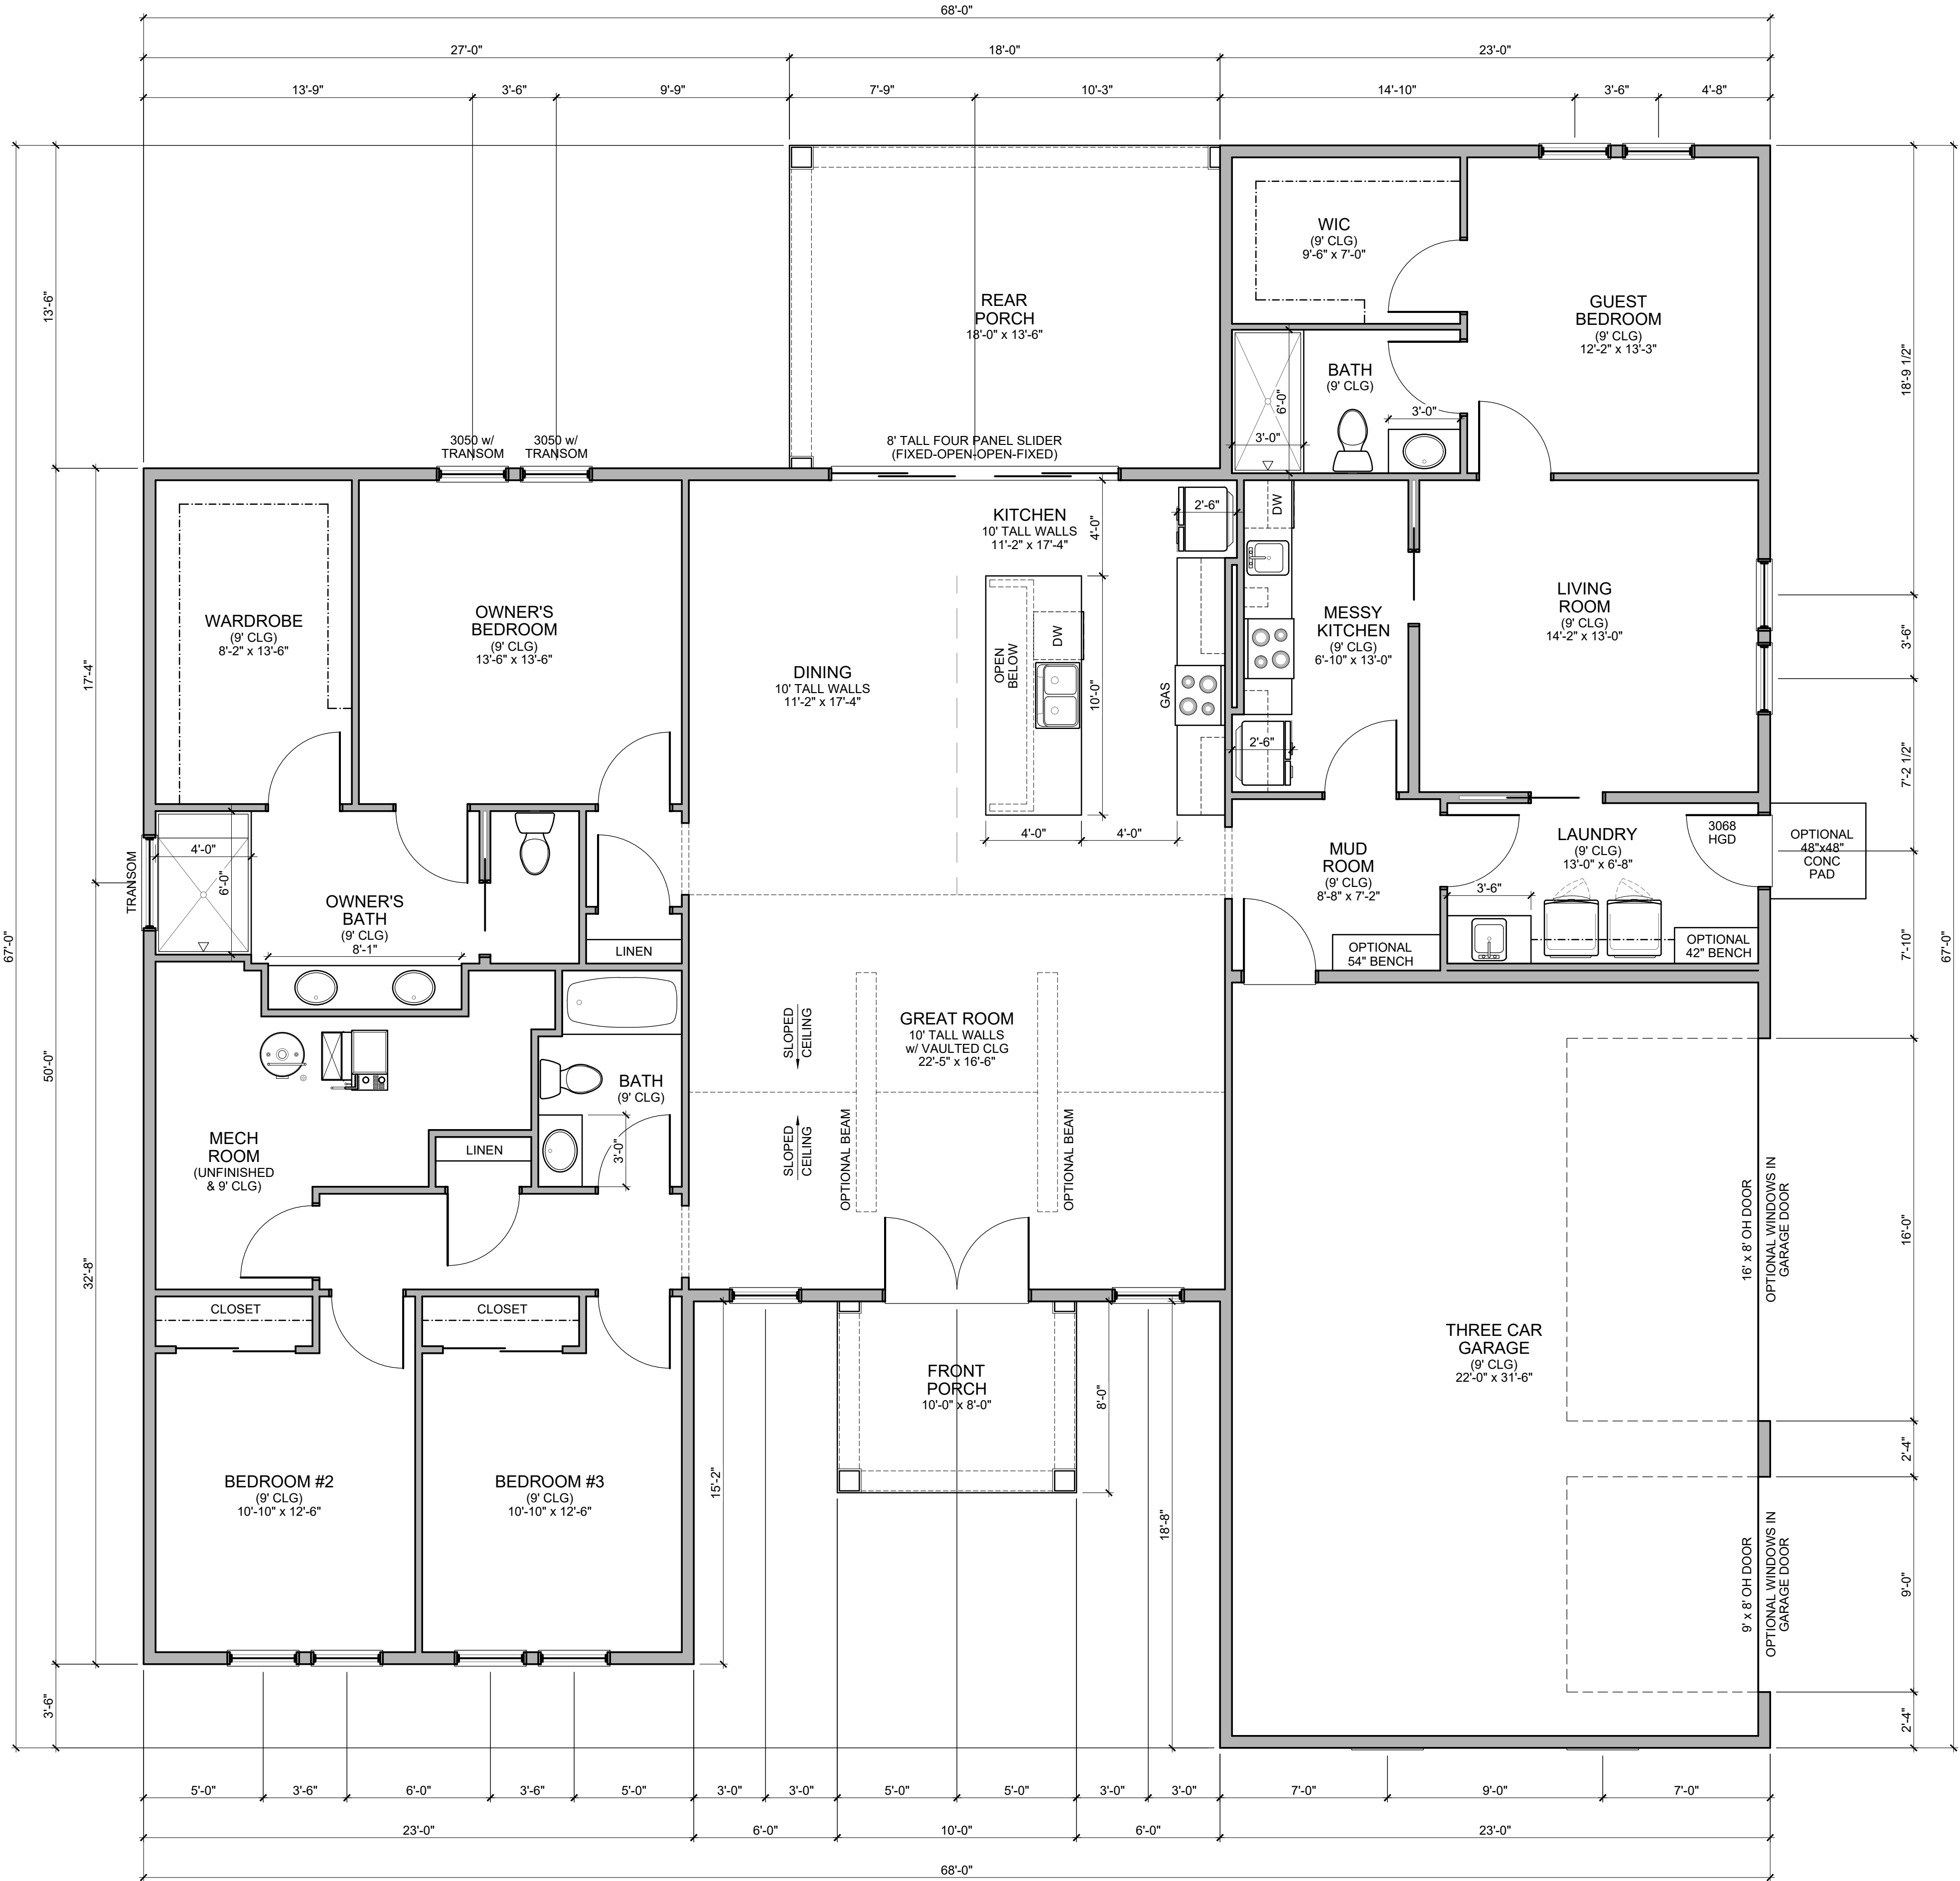 68'-0"
27'-0"
18'-0"
23'-0"
13'-9"
3'-6"
9'-9"
7'-9"
10'-3"
14'-10"
3'-6"
4'-8"
67'-0"
13'-6"
50'-0"
3'-6"
17'-4"
32'-8"
REAR
PORCH
18'-0" x 13'-6"
WIC
(9' CLG)
9'-6" x 7'-0"
GUEST
BEDROOM
(9' CLG)
12'-2" x 13'-3"
BATH
(9' CLG)
6'-0"
3'-0"
3'-0"
3050 w/
TRANSOM
3050 w/
TRANSOM
8' TALL FOUR PANEL SLIDER
(FIXED-OPEN-OPEN-FIXED)
WARDROBE
(9' CLG)
8'-2" x 13'-6"
OWNER'S
BEDROOM
(9' CLG)
13'-6" x 13'-6"
DINING
10' TALL WALLS
11'-2" x 17'-4"
KITCHEN
10' TALL WALLS
11'-2" x 17'-4"
4'-0"
2'-6"
OPEN
BELOW
DW
10'-0"
GAS
4'-0"
4'-0"
DW
MESSY
KITCHEN
(9' CLG)
6'-10" x 13'-0"
2'-6"
LIVING
ROOM
(9' CLG)
14'-2" x 13'-0"
TRANSOM
4'-0"
6'-0"
OWNER'S
BATH
(9' CLG)
8'-1"
LINEN
MUD
ROOM
(9' CLG)
8'-8" x 7'-2"
OPTIONAL
54" BENCH
LAUNDRY
(9' CLG)
13'-0" x 6'-8"
3'-6"
3068
HGD
OPTIONAL
42" BENCH
OPTIONAL
48"x48"
CONC
PAD
MECH
ROOM
(UNFINISHED
& 9' CLG)
LINEN
BATH
(9' CLG)
3'-0"
SLOPED
CEILING
SLOPED
CEILING
GREAT ROOM
10' TALL WALLS
w/ VAULTED CLG
22'-5" x 16'-6"
OPTIONAL BEAM
OPTIONAL BEAM
CLOSET
CLOSET
BEDROOM #2
(9' CLG)
10'-10" x 12'-6"
BEDROOM #3
(9' CLG)
10'-10" x 12'-6"
FRONT
PORCH
10'-0" x 8'-0"
8'-0"
15'-2"
18'-8"
THREE CAR
GARAGE
(9' CLG)
22'-0" x 31'-6"
16' x 8' OH DOOR
OPTIONAL WINDOWS IN
GARAGE DOOR
9' x 8' OH DOOR
OPTIONAL WINDOWS IN
GARAGE DOOR
18'-9 1/2"
3'-6"
7'-2 1/2"
7'-10"
16'-0"
2'-4"
9'-0"
2'-4"
67'-0"
5'-0"
3'-6"
6'-0"
3'-6"
5'-0"
3'-0"
3'-0"
5'-0"
5'-0"
3'-0"
3'-0"
7'-0"
9'-0"
7'-0"
23'-0"
6'-0"
10'-0"
6'-0"
23'-0"
68'-0"